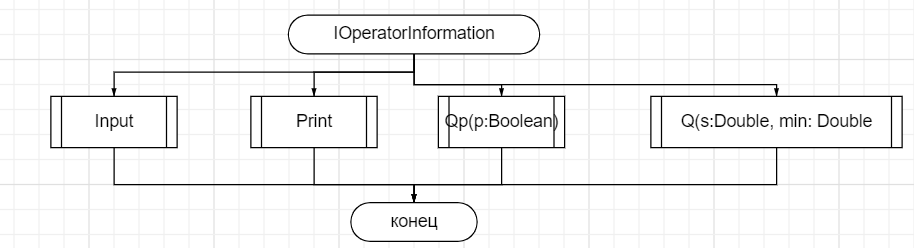 IOperatorInformation
Input
Print
Qp(p:Boolean)
Q(s:Double, min: Double
конец